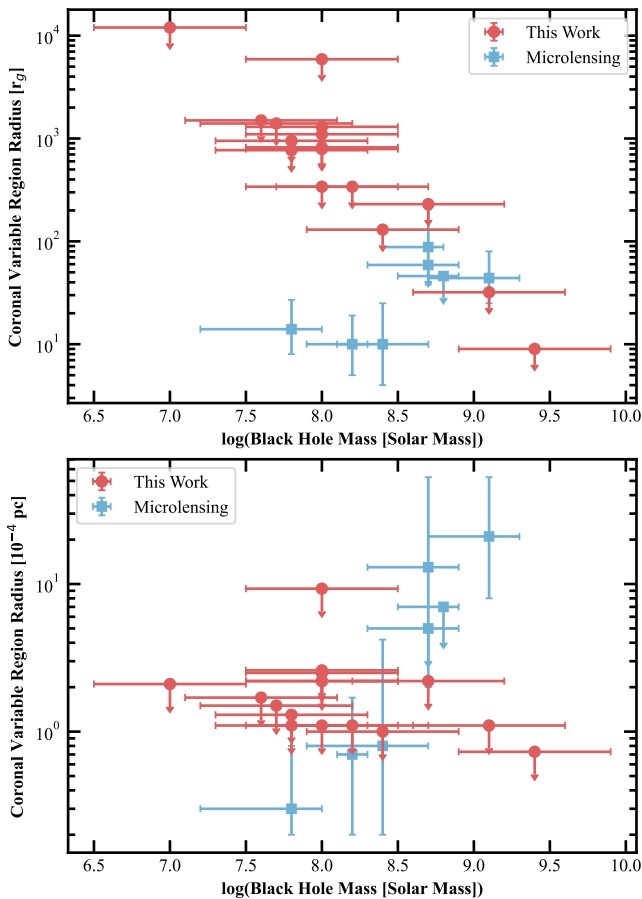 This Work
Microlensing
Coronal Variable Region Radius [r_g]
10^4
10^3
10^2
10^1
6.5 7.0 7.5 8.0 8.5 9.0 9.5 10.0
log(Black Hole Mass [Solar Mass])
This Work
Microlensing
Coronal Variable Region Radius [10^−4 pc]
10^1
10^0
6.5 7.0 7.5 8.0 8.5 9.0 9.5 10.0
log(Black Hole Mass [Solar Mass])